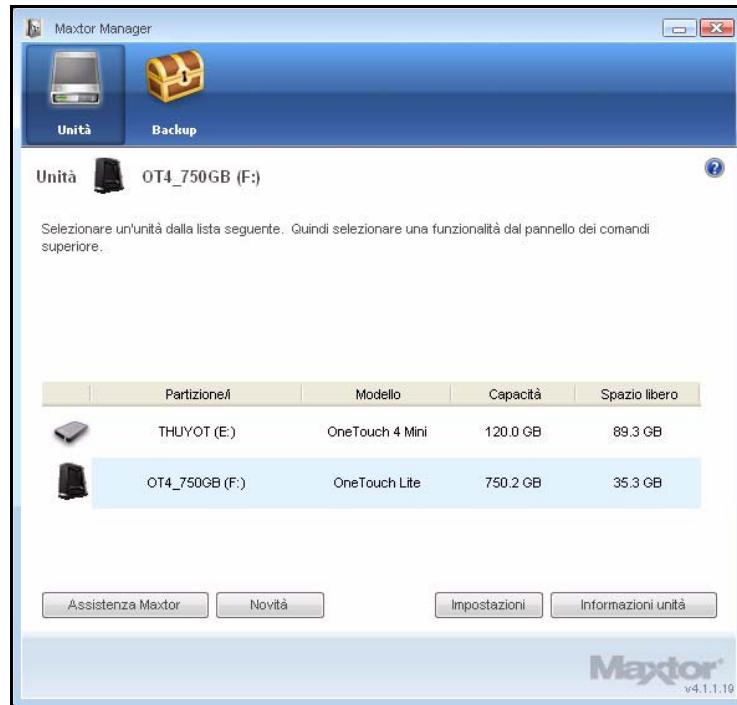 Maxtor Manager
Unità
Backup
Unità OT4_750GB (F:)
Selezionare un'unità dalla lista seguente. Quindi selezionare una funzionalità dal pannello dei comandi
superiore.
Partizione/i Modello Capacità Spazio libero
THUYOT (E:) OneTouch 4 Mini 120.0 GB 89.3 GB
OT4_750GB (F:) OneTouch Lite 750.2 GB 35.3 GB
Assistenza Maxtor Novità Impostazioni Informazioni unità
Maxtor
v4.1.1.19